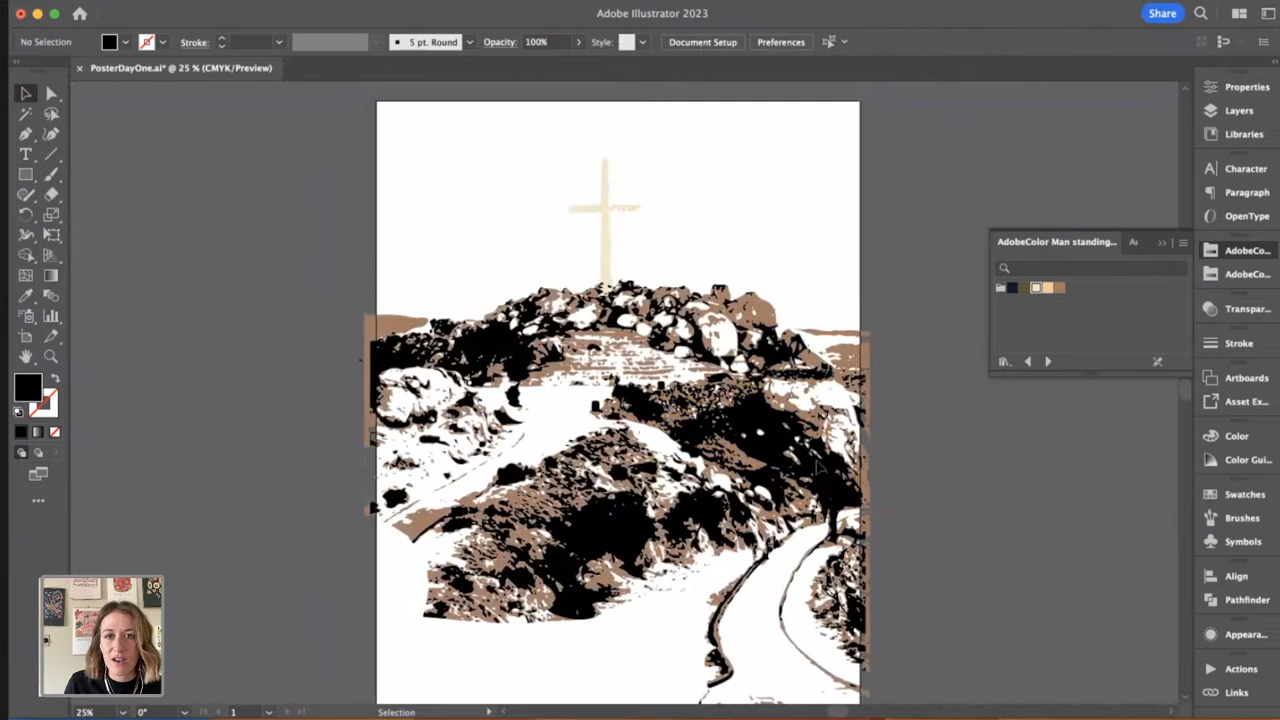 Adobe Illustrator 2023
Share
No Selection
Stroke:
5 pt. Round
Opacity: 100%
Style:
Document Setup
Preferences
PosterDayOne.ai* @ 25 % (CMYK/Preview)
Properties
Layers
Libraries
Character
Paragraph
OpenType
AdobeCo...
AdobeCo...
Transpar...
Stroke
Artboards
Asset Ex...
Color
Color Gui...
Swatches
Brushes
Symbols
Align
Pathfinder
Appeara...
Actions
Links
AdobeColor Man standing...
25%
0°
1
Selection